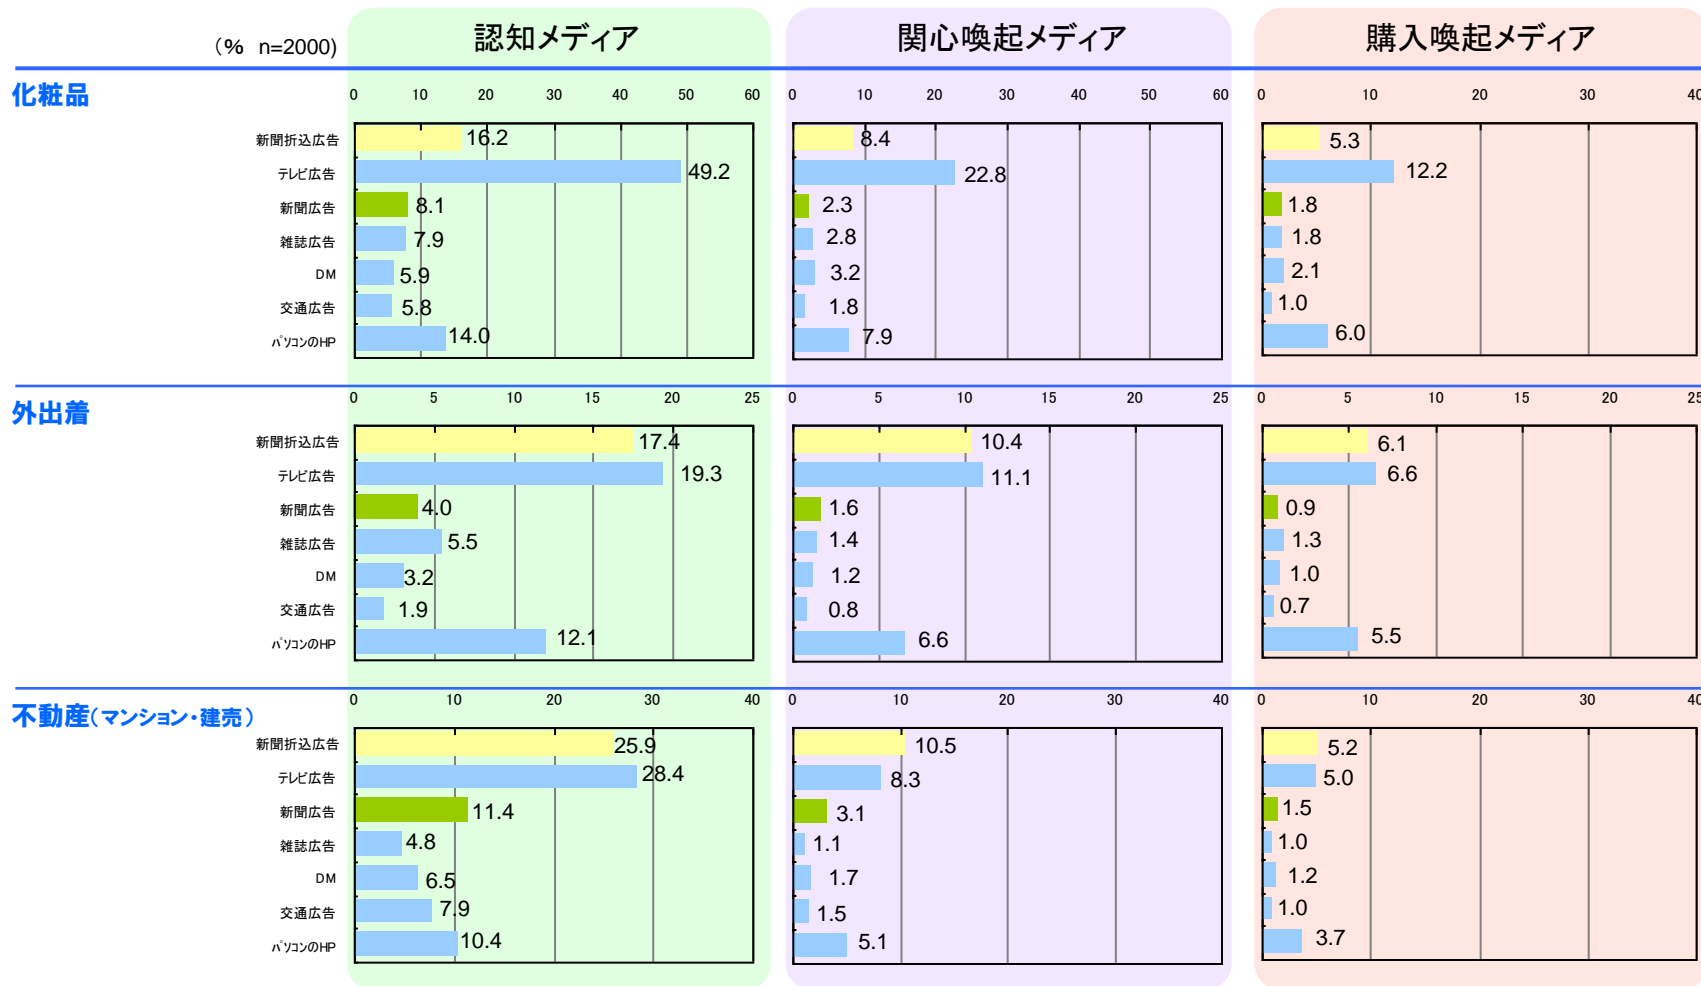 （% n=2000)
認知メディア
関心喚起メディア
購入喚起メディア
化粧品
0 10 20 30 40 50 60
0 10 20 30 40 50 60
0 10 20 30 40
新聞折込広告 16.2 8.4 5.3
テレビ広告 49.2 22.8 12.2
新聞広告 8.1 2.3 1.8
雑誌広告 7.9 2.8 1.8
DM 5.9 3.2 2.1
交通広告 5.8 1.8 1.0
ﾊﾟｿｺﾝのHP 14.0 7.9 6.0
外出着
0 5 10 15 20 25
0 5 10 15 20 25
0 5 10 15 20 25
新聞折込広告 17.4 10.4 6.1
テレビ広告 19.3 11.1 6.6
新聞広告 4.0 1.6 0.9
雑誌広告 5.5 1.4 1.3
DM 3.2 1.2 1.0
交通広告 1.9 0.8 0.7
ﾊﾟｿｺﾝのHP 12.1 6.6 5.5
不動産（マンション・建売）
0 10 20 30 40
0 10 20 30 40
0 10 20 30 40
新聞折込広告 25.9 10.5 5.2
テレビ広告 28.4 8.3 5.0
新聞広告 11.4 3.1 1.5
雑誌広告 4.8 1.1 1.0
DM 6.5 1.7 1.2
交通広告 7.9 1.5 1.0
ﾊﾟｿｺﾝのHP 10.4 5.1 3.7